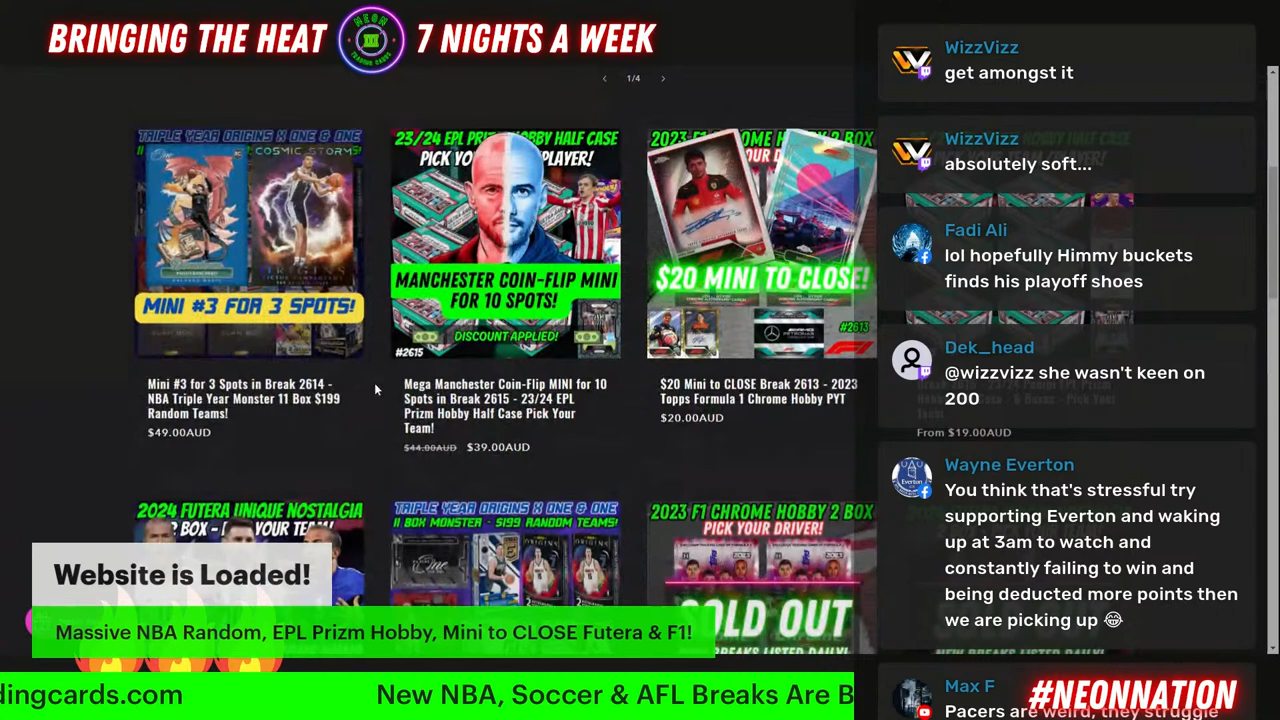 BRINGING THE HEAT
NEON
TRADING CARDS
7 NIGHTS A WEEK
1/4
TRIPLE YEAR ORIGINS X ONE & ONE
COSMIC STORMS!
MINI #3 FOR 3 SPOTS!
Mini #3 for 3 Spots in Break 2614 -
NBA Triple Year Monster 11 Box $199
Random Teams!
$49.00AUD
23/24 EPL PRIZM HOBBY HALF CASE
PICK YOUR PLAYER!
MANCHESTER COIN-FLIP MINI
FOR 10 SPOTS!
DISCOUNT APPLIED!
#2615
Mega Manchester Coin-Flip MINI for 10
Spots in Break 2615 - 23/24 EPL
Prizm Hobby Half Case Pick Your
Team!
$44.00AUD $39.00AUD
2023 F1 CHROME HOBBY 2 BOX
$20 MINI TO CLOSE!
#2613
$20 Mini to CLOSE Break 2613 - 2023
Topps Formula 1 Chrome Hobby PYT
$20.00AUD
From $19.00AUD
2024 FUTERA UNIQUE NOSTALGIA
TRIPLE YEAR ORIGINS X ONE & ONE
11 BOX MONSTER - $199 RANDOM TEAMS!
2023 F1 CHROME HOBBY 2 BOX
PICK YOUR DRIVER!
OLD OUT
Website is Loaded!
Massive NBA Random, EPL Prizm Hobby, Mini to CLOSE Futera & F1!
dingcards.com
New NBA, Soccer & AFL Breaks Are B
WizzVizz
get amongst it
WizzVizz
absolutely soft...
Fadi Ali
lol hopefully Himmy buckets
finds his playoff shoes
Dek_head
@wizzvizz she wasn't keen on
200
Wayne Everton
You think that's stressful try
supporting Everton and waking
up at 3am to watch and
constantly failing to win and
being deducted more points then
we are picking up 😂
Max F
Pacers are weird, they struggle
#NEONNATION